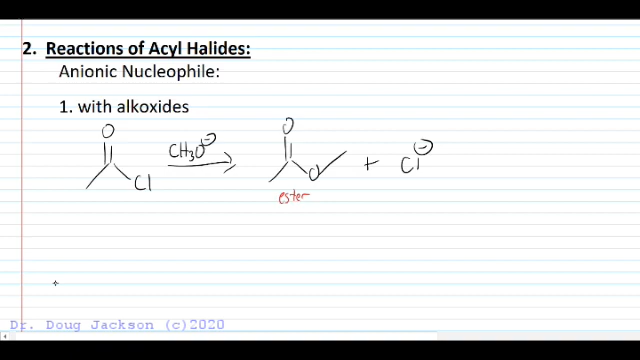 2. Reactions of Acyl Halides:
Anionic Nucleophile:
1. with alkoxides
O Cl CH₃O⊖ O O + Cl⊖
ester
Dr. Doug Jackson (c)2020